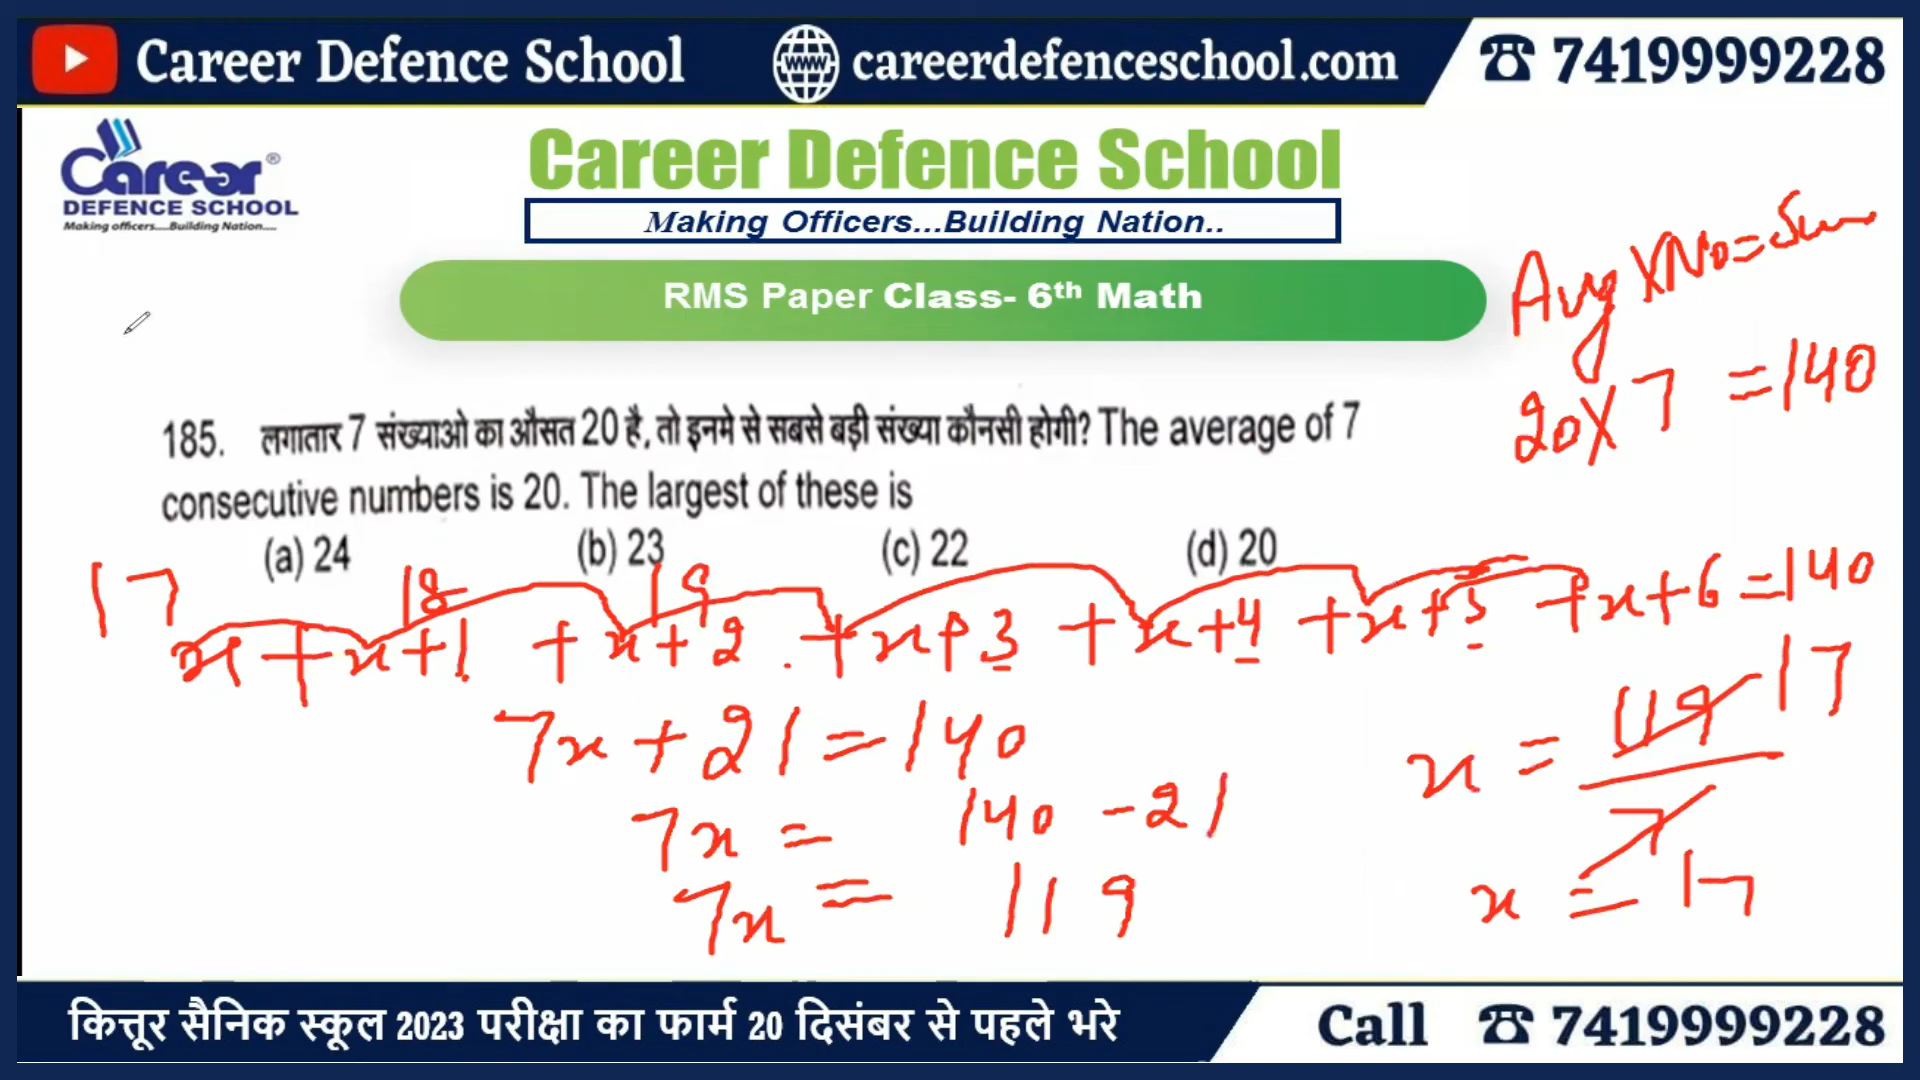 Career Defence School careerdefenceschool.com 7419999228
Carear®
DEFENCE SCHOOL
Making officers....Building Nation....
Career Defence School
Making Officers...Building Nation..
RMS Paper Class- 6th Math
Avg X No = Sum
20 X 7 = 140
185. लगातार 7 संख्याओ का औसत 20 है, तो इनमे से सबसे बड़ी संख्या कौनसी होगी? The average of 7
consecutive numbers is 20. The largest of these is
(a) 24 (b) 23 (c) 22 (d) 20
17 18 19
x + x+1 + x+2 + x+3 + x+4 + x+5 + x+6 = 140
7x + 21 = 140
7x = 140 - 21
7x = 119
x = 119/7 17
x = 17
कित्तूर सैनिक स्कूल 2023 परीक्षा का फार्म 20 दिसंबर से पहले भरे
Call 7419999228